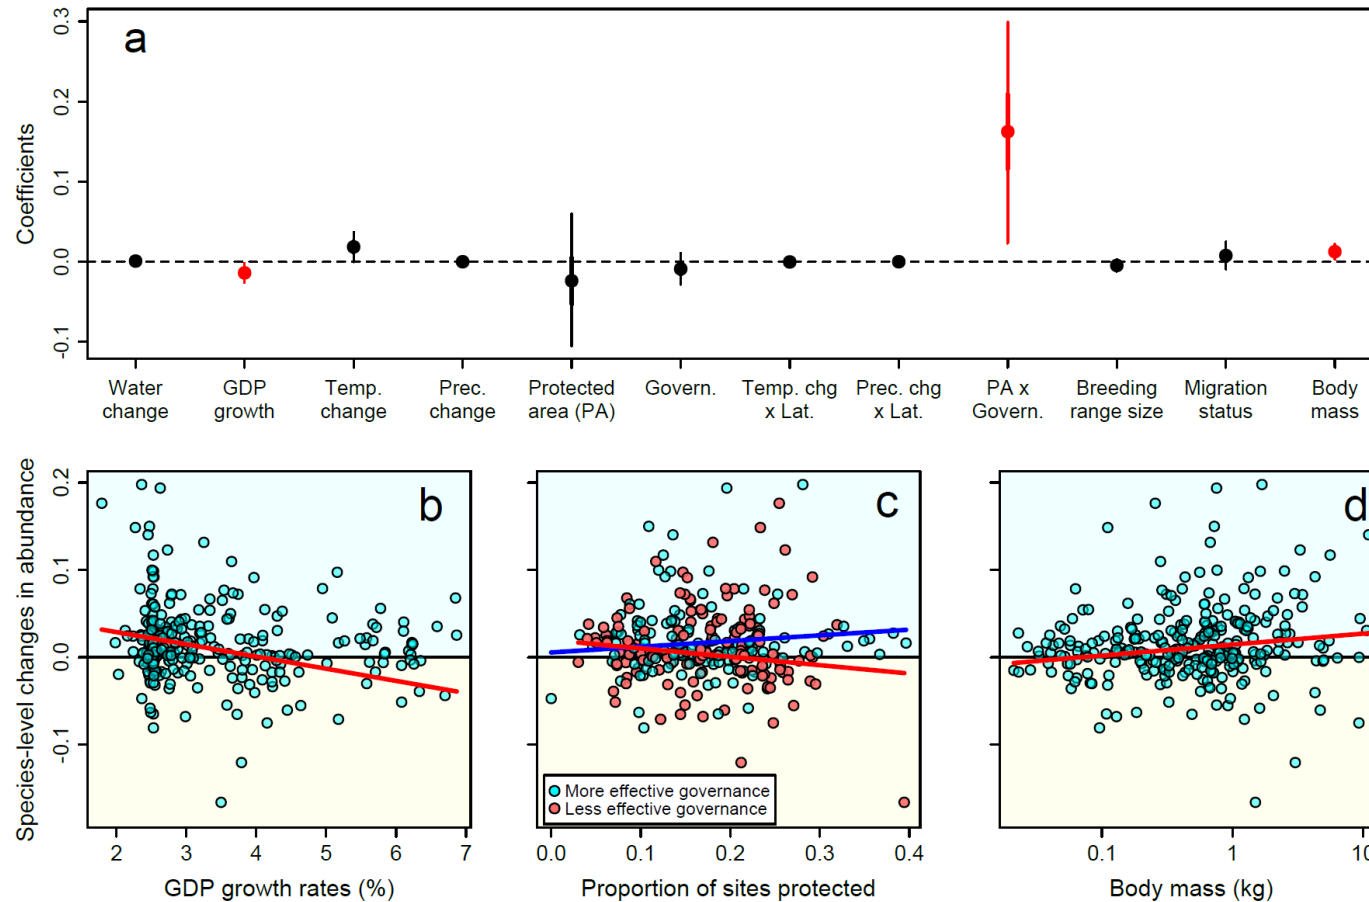 a
0.3
0.2
0.1
0.0
-0.1
Coefficients
Water change
GDP growth
Temp. change
Prec. change
Protected area (PA)
Govern.
Temp. chg x Lat.
Prec. chg x Lat.
PA x Govern.
Breeding range size
Migration status
Body mass
Species-level changes in abundance
0.2
0.1
0.0
-0.1
b
2 3 4 5 6 7
GDP growth rates (%)
c
More effective governance
Less effective governance
0.0 0.1 0.2 0.3 0.4
Proportion of sites protected
d
0.1 1 10
Body mass (kg)